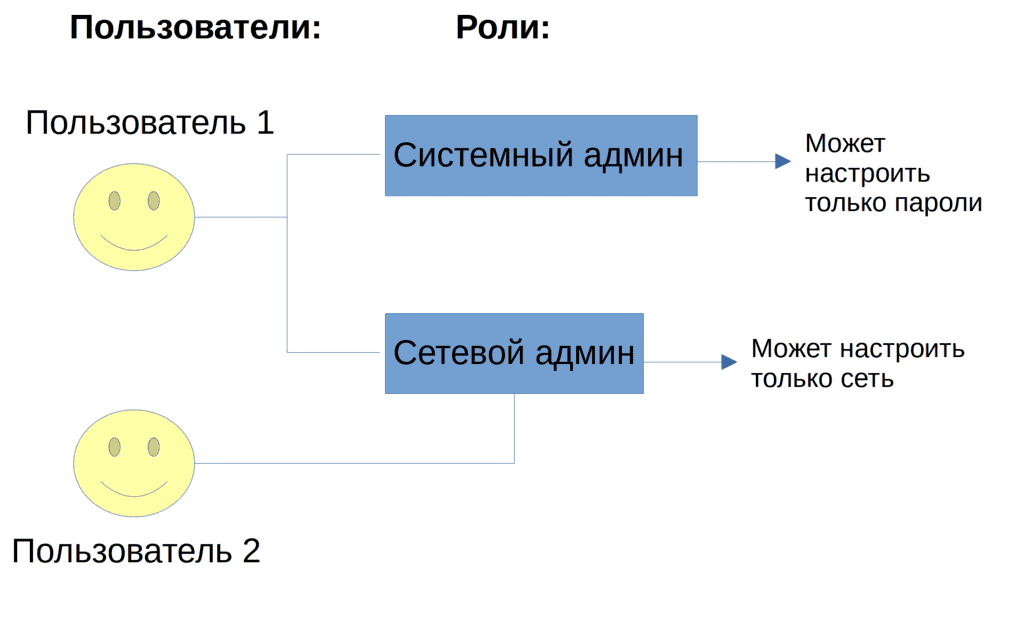 Пользователи:
Роли:
Пользователь 1
Системный админ
Может
настроить
только пароли
Сетевой админ
Может настроить
только сеть
Пользователь 2